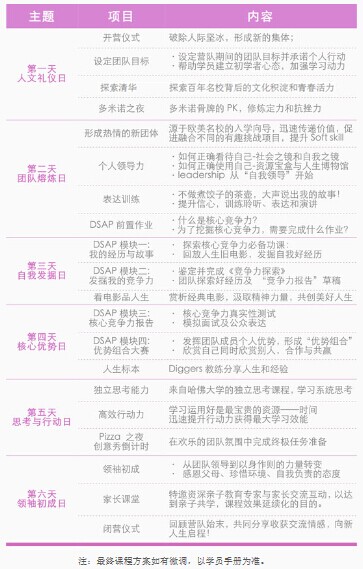 主题 项目 内容
第一天
人文礼仪日
开营仪式 破除人际坚冰，形成新的集体；
设定团队目标
·设定营队期间的团队目标并承诺个人行动
·帮助学员建立初学者心态，加强学习动力
探索清华 探索百年名校背后的文化积淀和青春活力
多米诺之夜 多米诺骨牌的 PK，修炼定力和抗挫力
第二天
团队熔炼日
形成热情的新团体
源于欧美名校的入学向导，迅速传递价值，促
进融合不同的有趣挑战项目，提升 Soft skill
个人领导力
·如何正确看待自己-社会之镜和自我之镜
·如何正确使用自己-资源宝盒与人生博物馆
·leadership 从“自我领导”开始
表达训练
·不做煮饺子的茶壶，大声说出我的故事！
·提升信心，训练聆听、表达和演讲
DSAP 前置作业
·什么是核心竞争力？
·为了挖掘核心竞争力，需要完成什么作业？
第三天
自我发掘日
DSAP 模块一:
我的经历与故事
· 探索核心竞争力必备功课:
· 回放人生旧电影，发掘自我好经历
DSAP 模块二:
发掘我的竞争力
· 鉴定并完成《竞争力探索》
· 团队探索好经历及 “竞争力报告”草稿
看电影品人生 赏析经典电影，汲取精神力量，共创美好人生
第四天
核心优势日
DSAP 模块三:
核心竞争力报告
· 核心竞争力真实性测试
· 模拟面试及公众表达
DSAP 模块四:
优势组合大赛
· 发挥团队成员个人优势，形成“优势组合”
· 欣赏自己同时欣赏别人，合作与共赢
人生标本 Diggers 教练分享人生和经验
第五天
思考与行动日
独立思考能力 来自哈佛大学的独立思考课程，学习系统思考
高效行动力
学习运用好是最宝贵的资源——时间
迅速提升行动力获得最大学习效能
Pizza 之夜
创意秀倒计时
在欢乐的团队氛围中完成终极任务准备
第六天
领袖初成日
领袖初成
· 从团队领导到以身作则的力量转变
· 感恩父母、珍惜环境、自我负责的态度
家长课堂
特邀资深亲子教育专家与家长交流互动，以达
到亲子共学，课程效果延续化的目的。
闭营仪式
回顾营队始末，共同分享收获交流情感，向新
人生启程！
注：最终课程方案如有微调，以学员手册为准。